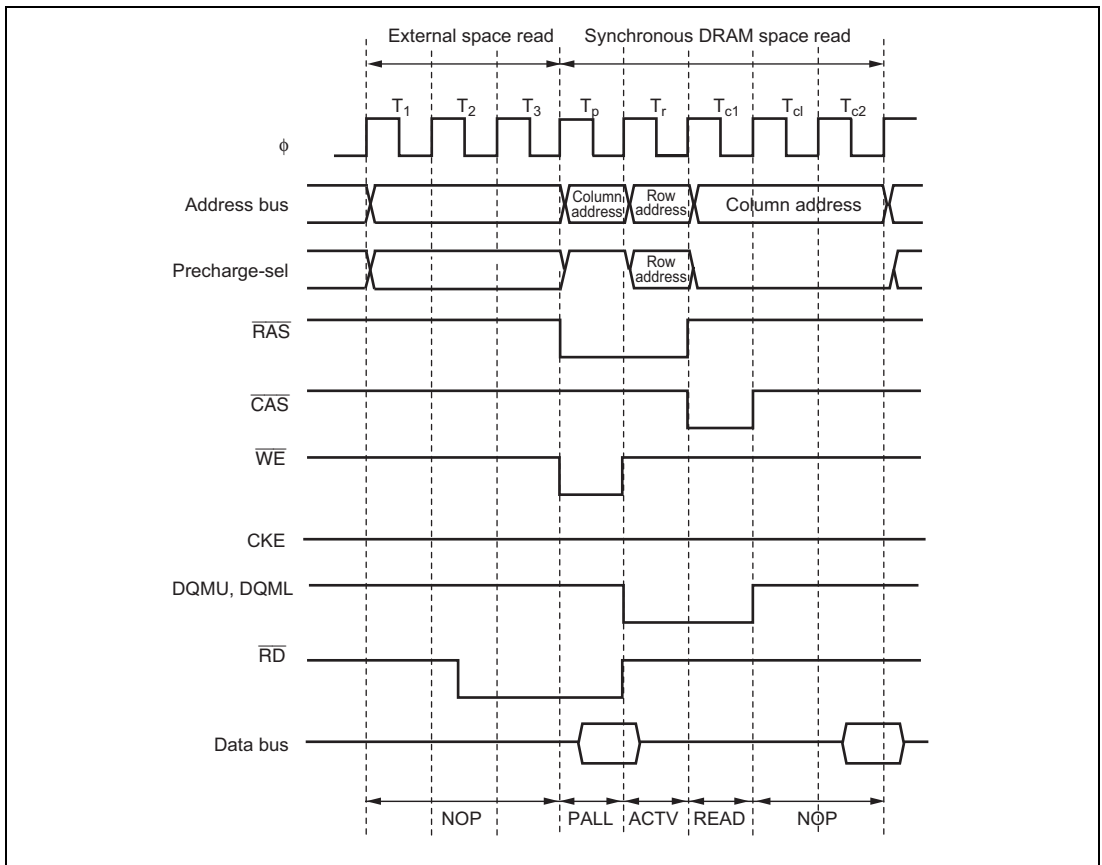 External space read Synchronous DRAM space read
T1 T2 T3 Tp Tr Tc1 Tcl Tc2
ϕ
Address bus
Column address
Row address
Column address
Precharge-sel
Row address
RAS
CAS
WE
CKE
DQMU, DQML
RD
Data bus
NOP PALL ACTV READ NOP